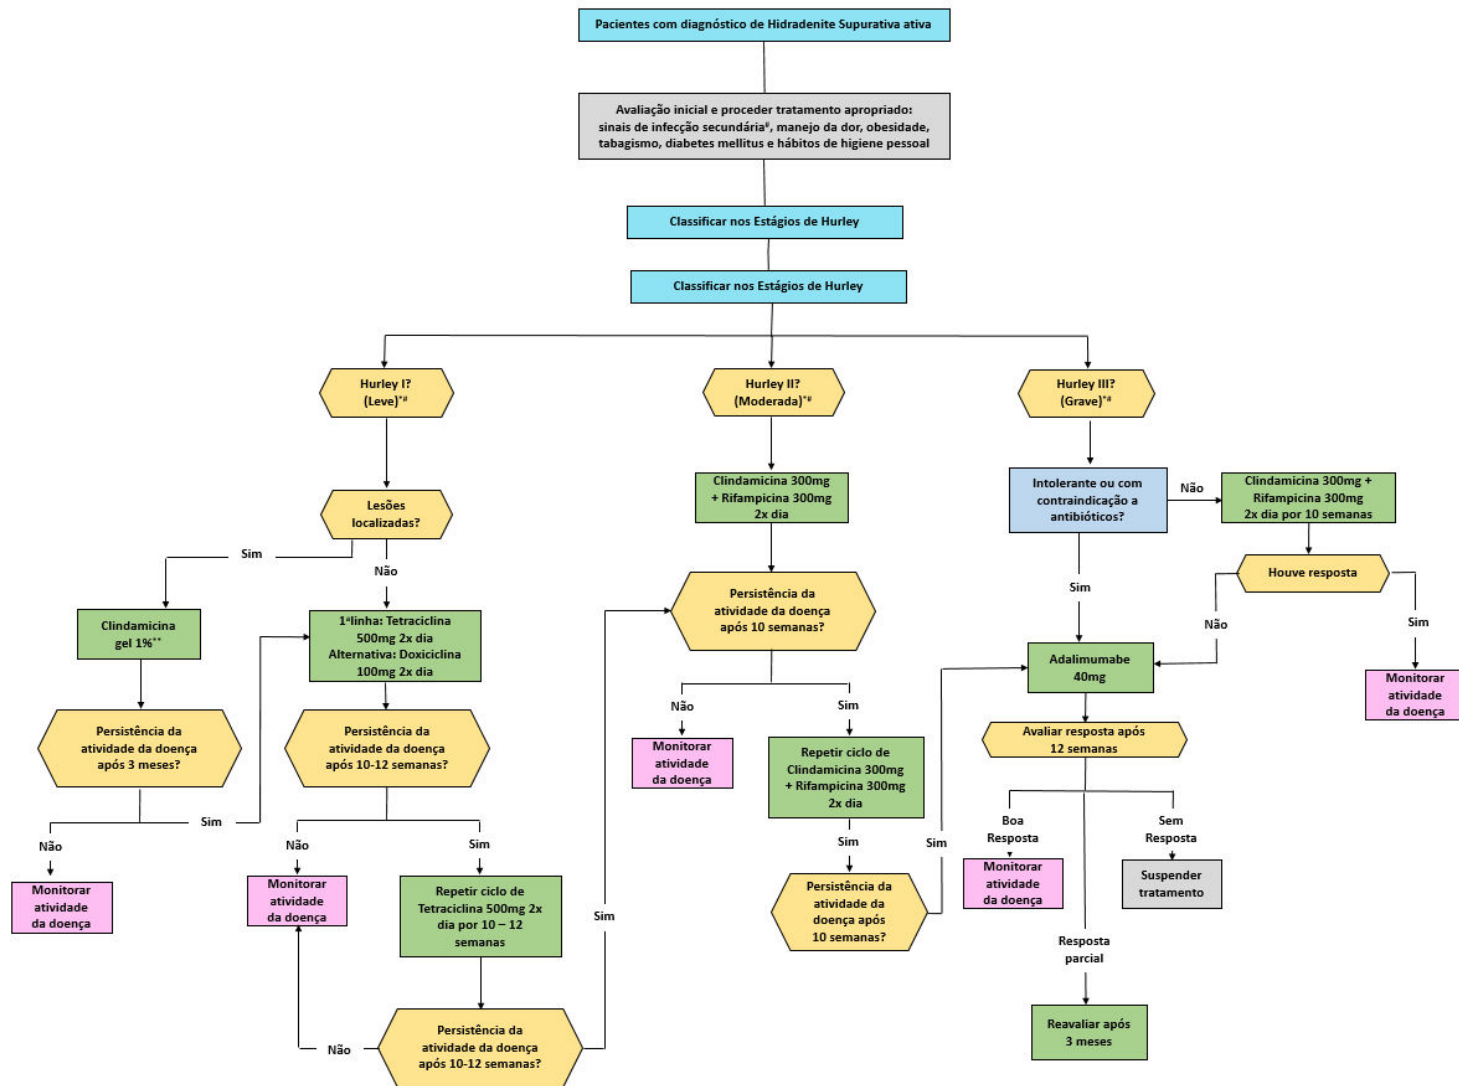 Pacientes com diagnóstico de Hidradenite Supurativa ativa
Avaliação inicial e proceder tratamento apropriado:
sinais de infecção secundária#, manejo da dor, obesidade,
tabagismo, diabetes mellitus e hábitos de higiene pessoal
Classificar nos Estágios de Hurley
Classificar nos Estágios de Hurley
Hurley I?
(Leve)*#
Hurley II?
(Moderada)*#
Hurley III?
(Grave)*#
Lesões
localizadas?
Sim
Não
Clindamicina
gel 1%**
1ªlinha: Tetraciclina
500mg 2x dia
Alternativa: Doxiciclina
100mg 2x dia
Persistência da
atividade da doença
após 3 meses?
Persistência da
atividade da doença
após 10-12 semanas?
Não
Sim
Monitorar
atividade
da doença
Não
Sim
Monitorar
atividade
da doença
Repetir ciclo de
Tetraciclina 500mg 2x
dia por 10 – 12
semanas
Persistência da
atividade da doença
após 10-12 semanas?
Não
Sim
Clindamicina 300mg
+ Rifampicina 300mg
2x dia
Persistência da
atividade da doença
após 10 semanas?
Não
Sim
Monitorar
atividade
da doença
Repetir ciclo de
Clindamicina 300mg
+ Rifampicina 300mg
2x dia
Sim
Persistência da
atividade da
doença após
10 semanas?
Sim
Intolerante ou com
contraindicação a
antibióticos?
Não
Clindamicina 300mg +
Rifampicina 300mg
2x dia por 10 semanas
Houve resposta
Sim
Não
Sim
Monitorar
atividade
da doença
Adalimumabe
40mg
Avaliar resposta após
12 semanas
Boa
Resposta
Sem
Resposta
Monitorar
atividade
da doença
Suspender
tratamento
Resposta
parcial
Reavaliar após
3 meses